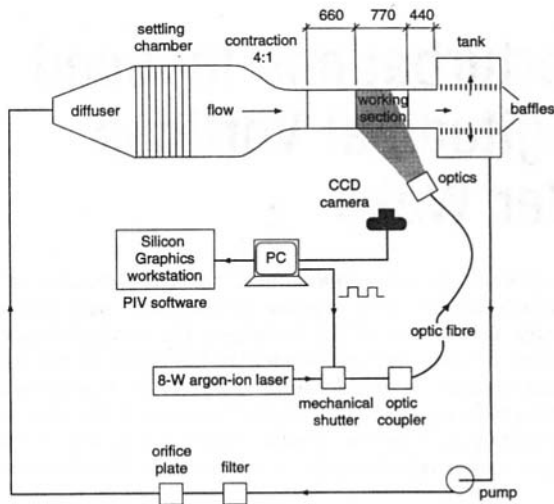 660
770
440
settling
chamber
contraction
4:1
tank
diffuser
flow
working
section
baffles
optics
CCD
camera
Silicon
Graphics
workstation
PC
PIV software
optic fibre
8-W argon-ion laser
mechanical
shutter
optic
coupler
orifice
plate
filter
pump